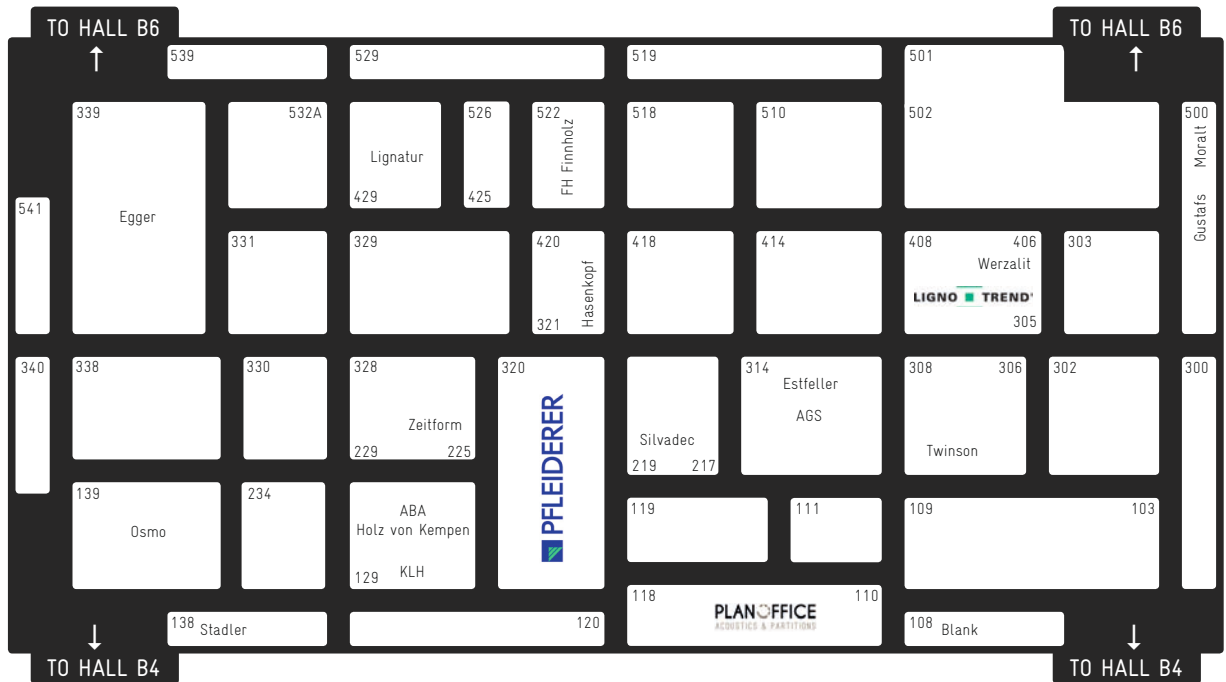 TO HALL B6
TO HALL B6
539
529
519
501
339
532A
526
522
518
510
502
500
Lignatur
FH Finnholz
Moralt
429
425
541
Egger
Gustafs
331
329
420
418
414
408
406
303
Hasenkopf
Werzalit
LIGNO TREND
321
305
340
338
330
328
320
314
308
306
302
300
Estfeller
AGS
Zeitform
Silvadec
Twinson
229
225
219
217
PFLEIDERER
139
234
119
111
109
103
ABA
Osmo
Holz von Kempen
129
KLH
118
110
PLANOFFICE
ACOUSTICS & PARTITIONS
138
Stadler
120
108
Blank
TO HALL B4
TO HALL B4